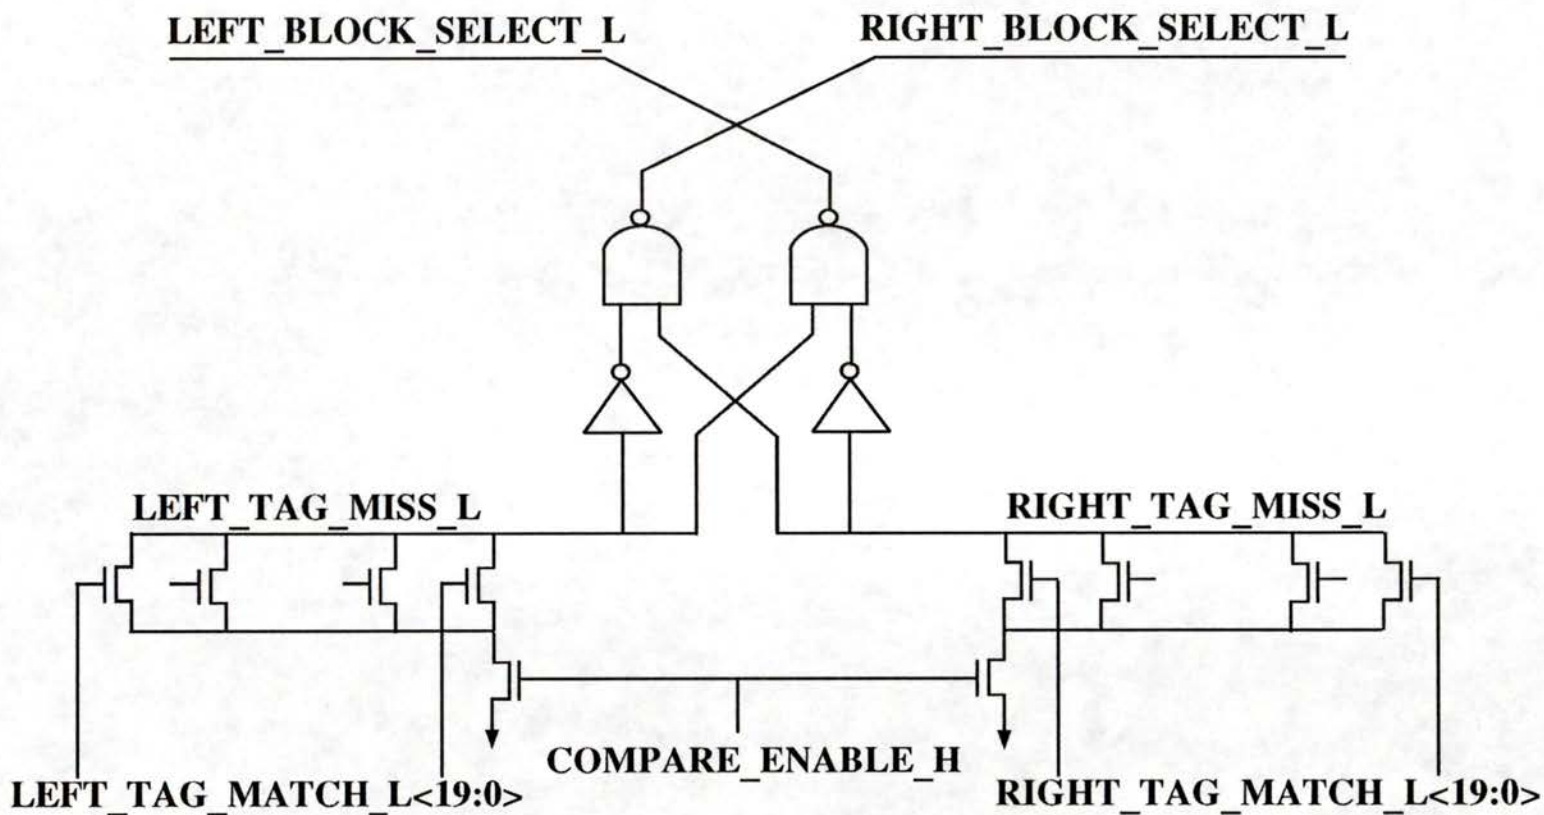 LEFT_BLOCK_SELECT_L
RIGHT_BLOCK_SELECT_L
LEFT_TAG_MISS_L
RIGHT_TAG_MISS_L
COMPARE_ENABLE_H
LEFT_TAG_MATCH_L<19:0>
RIGHT_TAG_MATCH_L<19:0>